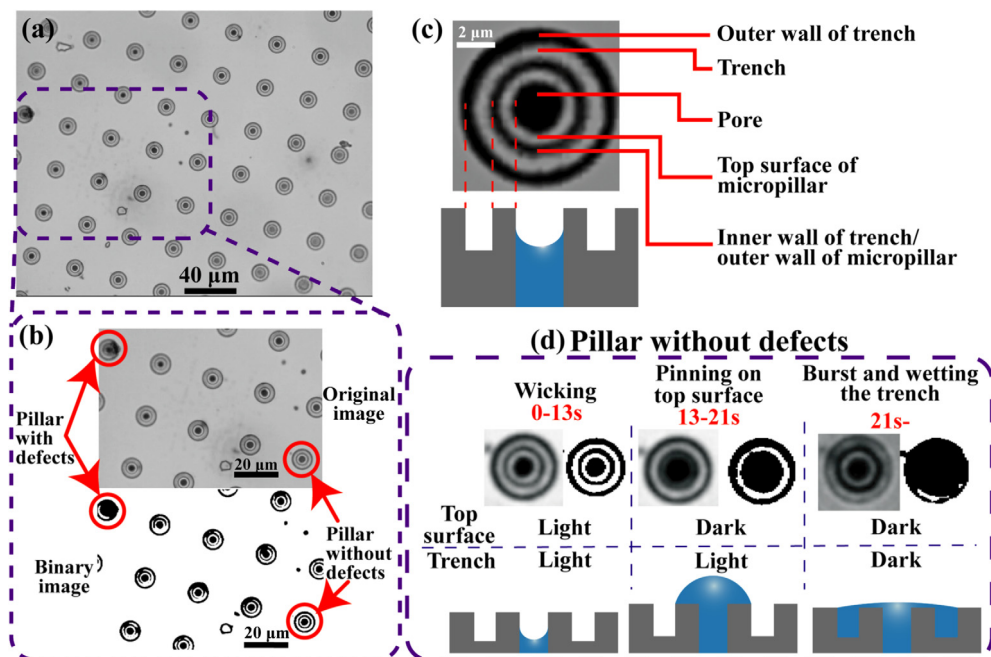 (a)
40 μm
(b)
Original
image
Pillar
with
defects
20 μm
Binary
image
Pillar
without
defects
20 μm
(c)
2 μm
Outer wall of trench
Trench
Pore
Top surface of
micropillar
Inner wall of trench/
outer wall of micropillar
(d) Pillar without defects
Wicking
0-13s
Pinning on
top surface
13-21s
Burst and wetting
the trench
21s-
Top
surface
Light
Dark
Dark
Trench
Light
Light
Dark